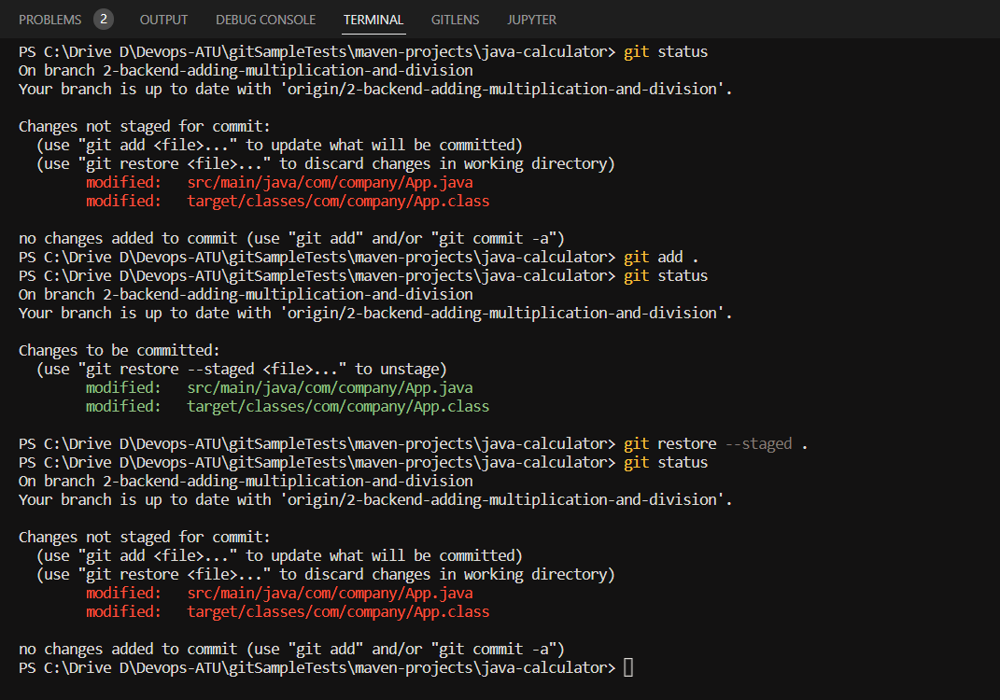 PROBLEMS 2 OUTPUT DEBUG CONSOLE TERMINAL GITLENS JUPYTER
PS C:\Drive D\Devops-ATU\gitSampleTests\maven-projects\java-calculator> git status
On branch 2-backend-adding-multiplication-and-division
Your branch is up to date with 'origin/2-backend-adding-multiplication-and-division'.
Changes not staged for commit:
  (use "git add <file>..." to update what will be committed)
  (use "git restore <file>..." to discard changes in working directory)
        modified:   src/main/java/com/company/App.java
        modified:   target/classes/com/company/App.class
no changes added to commit (use "git add" and/or "git commit -a")
PS C:\Drive D\Devops-ATU\gitSampleTests\maven-projects\java-calculator> git add .
PS C:\Drive D\Devops-ATU\gitSampleTests\maven-projects\java-calculator> git status
On branch 2-backend-adding-multiplication-and-division
Your branch is up to date with 'origin/2-backend-adding-multiplication-and-division'.
Changes to be committed:
  (use "git restore --staged <file>..." to unstage)
        modified:   src/main/java/com/company/App.java
        modified:   target/classes/com/company/App.class
PS C:\Drive D\Devops-ATU\gitSampleTests\maven-projects\java-calculator> git restore --staged .
PS C:\Drive D\Devops-ATU\gitSampleTests\maven-projects\java-calculator> git status
On branch 2-backend-adding-multiplication-and-division
Your branch is up to date with 'origin/2-backend-adding-multiplication-and-division'.
Changes not staged for commit:
  (use "git add <file>..." to update what will be committed)
  (use "git restore <file>..." to discard changes in working directory)
        modified:   src/main/java/com/company/App.java
        modified:   target/classes/com/company/App.class
no changes added to commit (use "git add" and/or "git commit -a")
PS C:\Drive D\Devops-ATU\gitSampleTests\maven-projects\java-calculator>